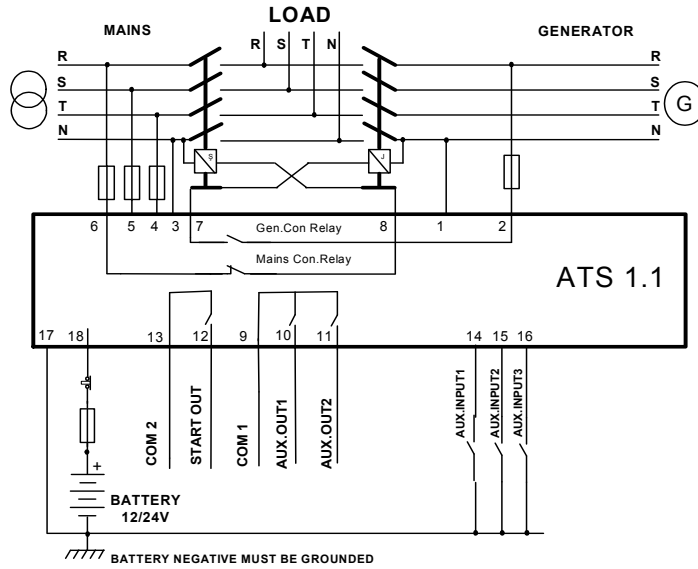 LOAD
MAINS
GENERATOR
R S T N
R
S
T
N
R
S
T
N
G
Ş
J
6 5 4 3 7 8 1 2
Gen.Con Relay
Mains Con.Relay
ATS 1.1
17 18 13 12 9 10 11 14 15 16
COM 2
START OUT
COM 1
AUX.OUT1
AUX.OUT2
AUX.INPUT1
AUX.INPUT2
AUX.INPUT3
+
BATTERY
12/24V
BATTERY NEGATIVE MUST BE GROUNDED